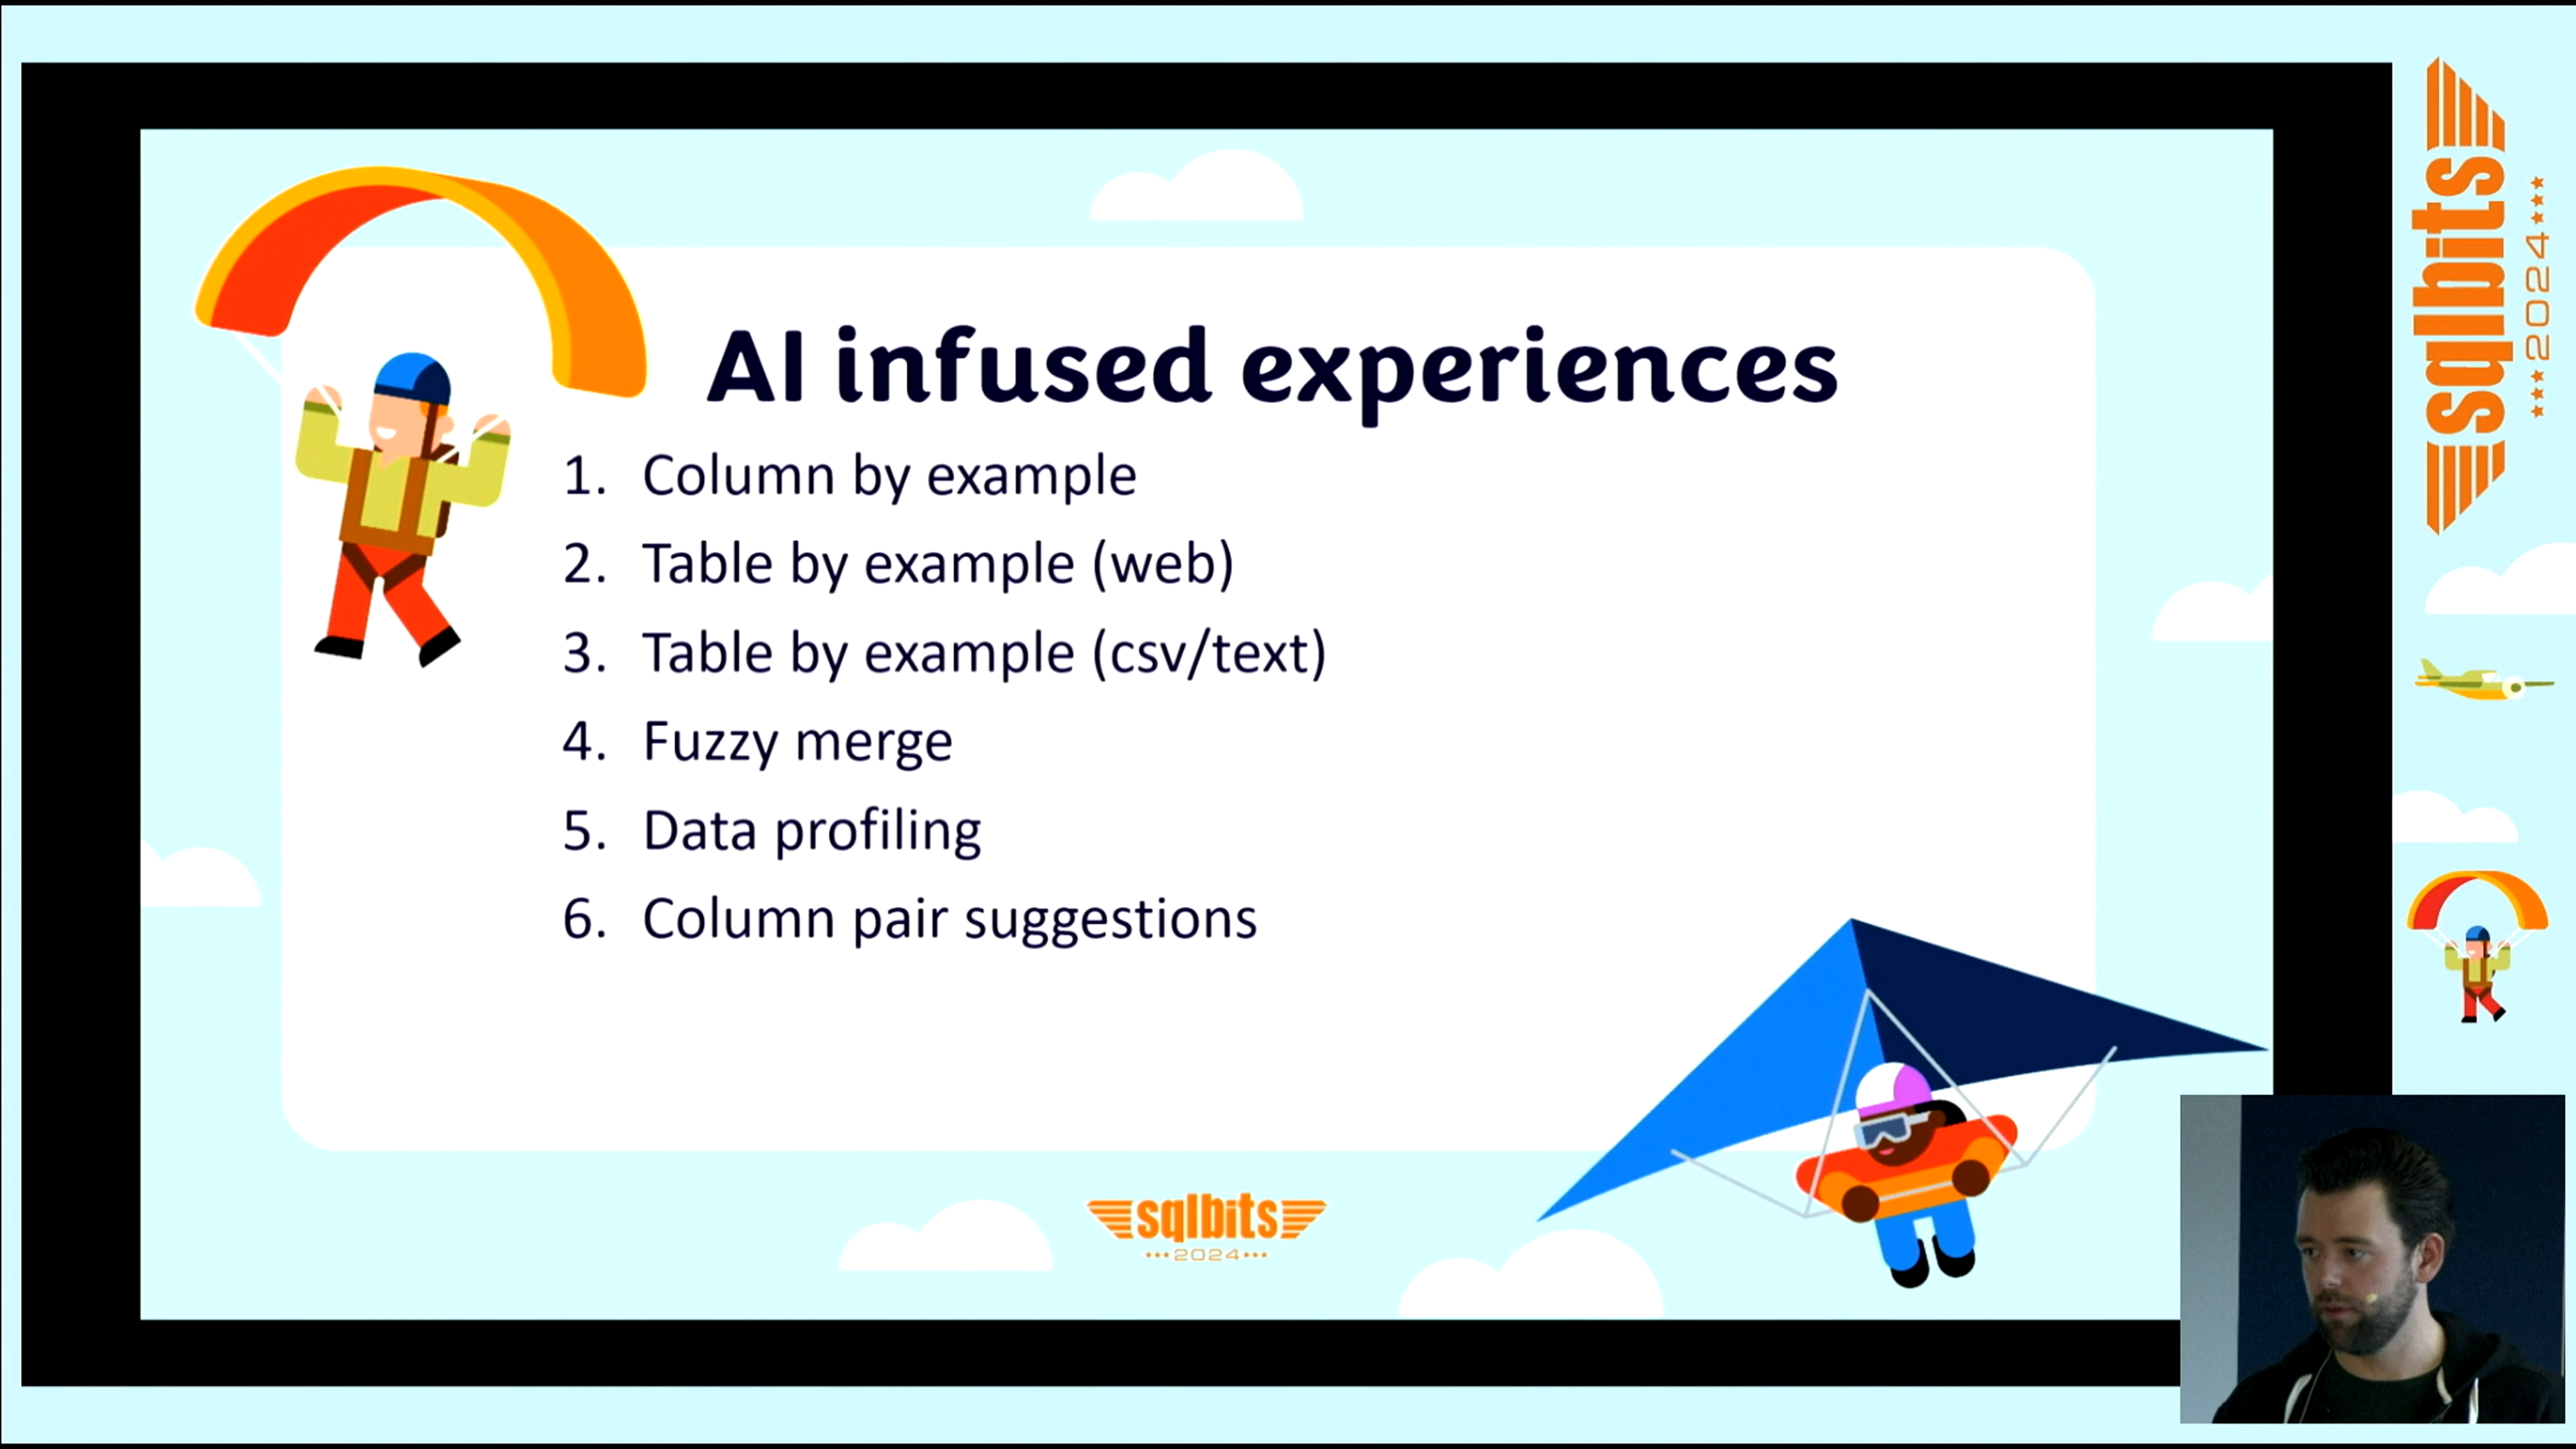 AI infused experiences
1. Column by example
2. Table by example (web)
3. Table by example (csv/text)
4. Fuzzy merge
5. Data profiling
6. Column pair suggestions
sqlbits
2024
sqlbits
2024